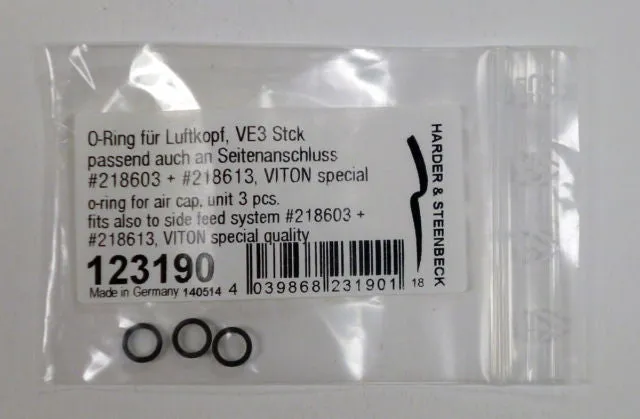 O-Ring für Luftkopf, VE3 Stck
passend auch an Seitenanschluss
#218603 + #218613, VITON special
o-ring for air cap, unit 3 pcs.
fits also to side feed system #218603 +
#218613, VITON special quality
123190
Made in Germany 140514
4 039868 231901
18
HARDER & STEENBECK